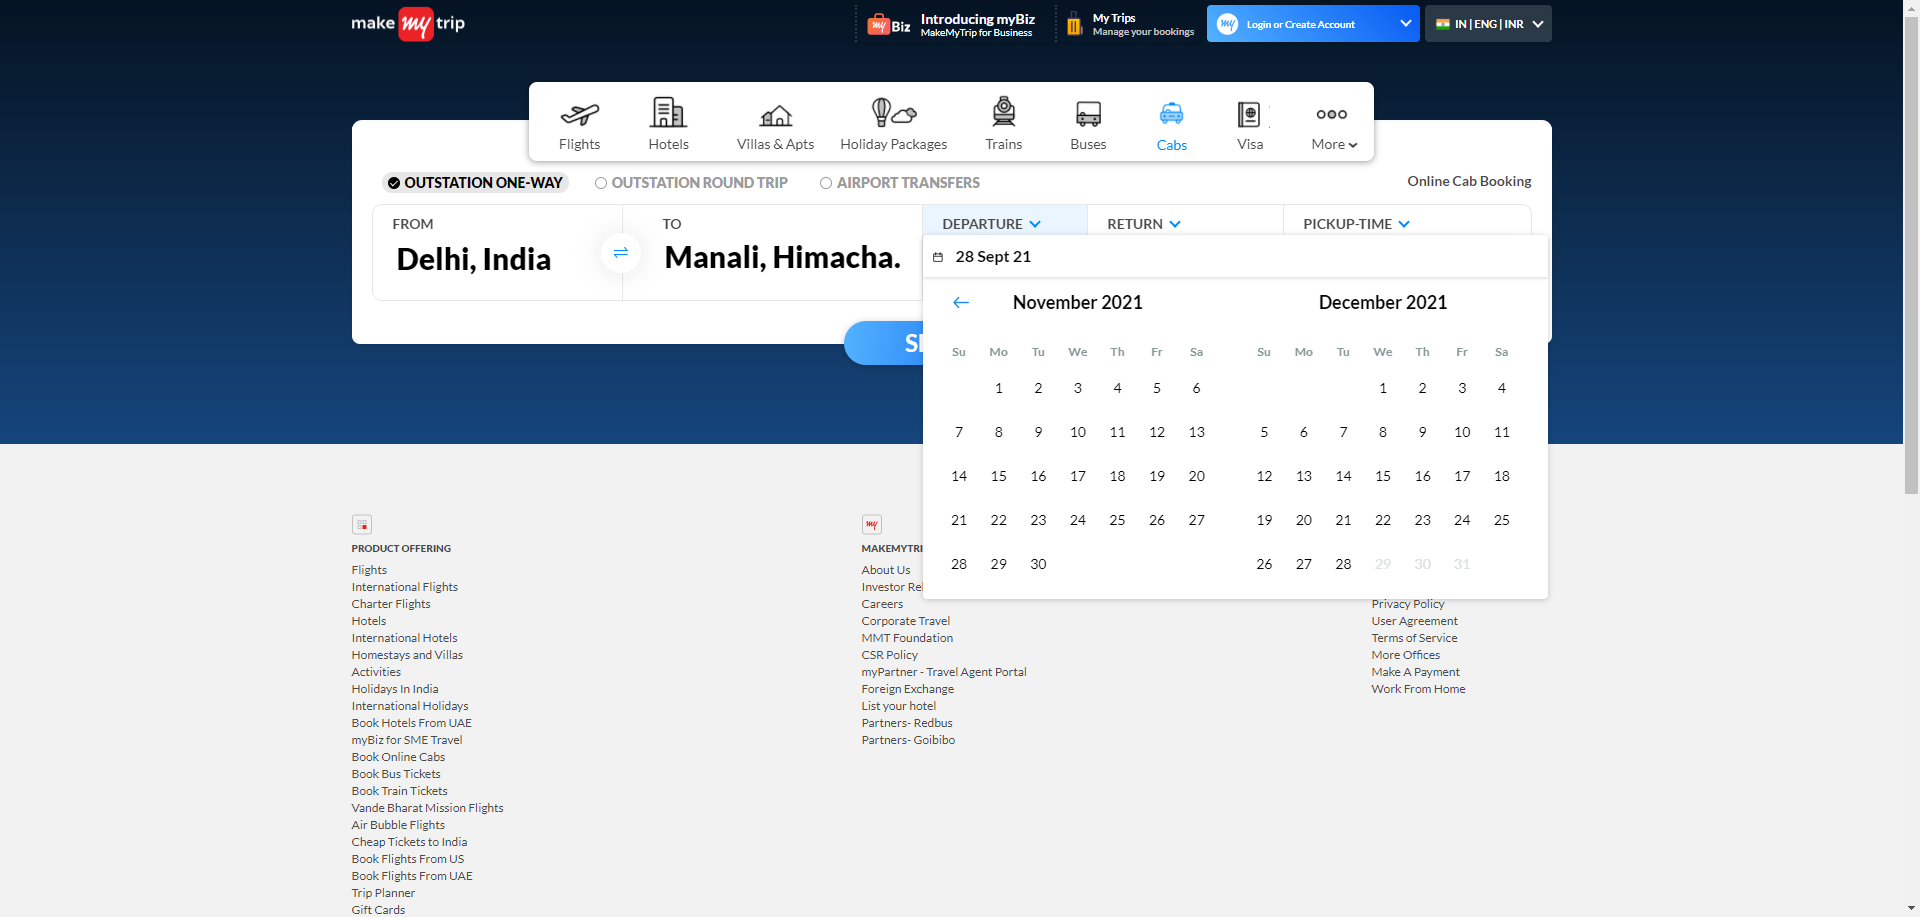 make my trip
my Biz
Introducing myBiz
MakeMyTrip for Business
My Trips
Manage your bookings
my
Login or Create Account
IN | ENG | INR
Flights
Hotels
Villas & Apts
Holiday Packages
Trains
Buses
Cabs
Visa
More
OUTSTATION ONE-WAY
OUTSTATION ROUND TRIP
AIRPORT TRANSFERS
Online Cab Booking
FROM
Delhi, India
TO
Manali, Himacha.
DEPARTURE
RETURN
PICKUP-TIME
28 Sept 21
November 2021
Su Mo Tu We Th Fr Sa
1 2 3 4 5 6
7 8 9 10 11 12 13
14 15 16 17 18 19 20
21 22 23 24 25 26 27
28 29 30
December 2021
Su Mo Tu We Th Fr Sa
1 2 3 4
5 6 7 8 9 10 11
12 13 14 15 16 17 18
19 20 21 22 23 24 25
26 27 28 29 30 31
PRODUCT OFFERING
Flights
International Flights
Charter Flights
Hotels
International Hotels
Homestays and Villas
Activities
Holidays In India
International Holidays
Book Hotels From UAE
myBiz for SME Travel
Book Online Cabs
Book Bus Tickets
Book Train Tickets
Vande Bharat Mission Flights
Air Bubble Flights
Cheap Tickets to India
Book Flights From US
Book Flights From UAE
Trip Planner
Gift Cards
my
MAKEMYTRI
About Us
Investor Rel
Careers
Corporate Travel
MMT Foundation
CSR Policy
myPartner - Travel Agent Portal
Foreign Exchange
List your hotel
Partners- Redbus
Partners- Goibibo
Privacy Policy
User Agreement
Terms of Service
More Offices
Make A Payment
Work From Home